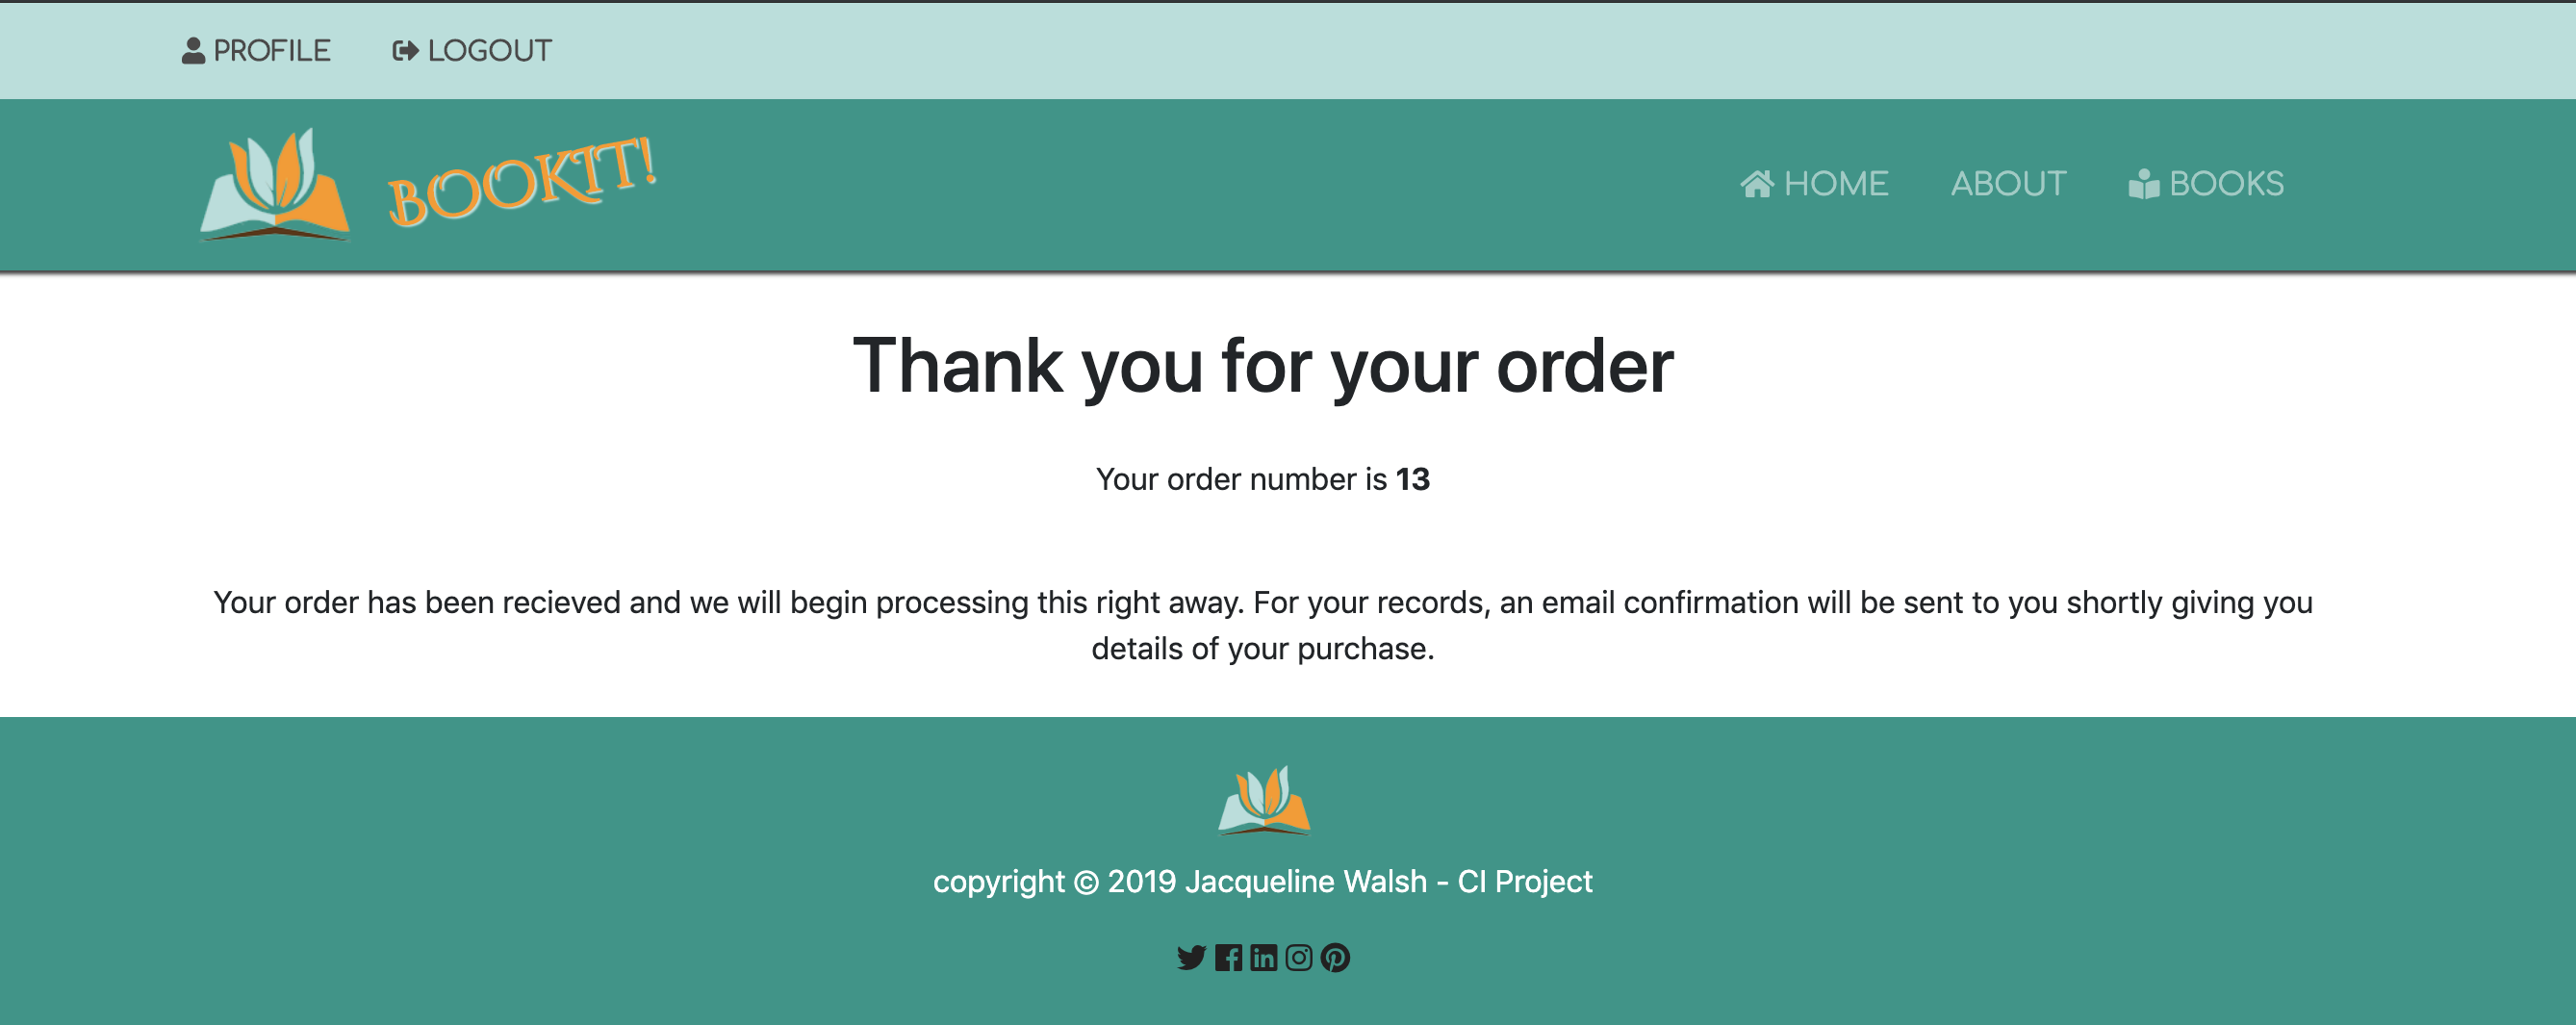 PROFILE LOGOUT
BOOKIT! HOME ABOUT BOOKS
Thank you for your order
Your order number is 13
Your order has been recieved and we will begin processing this right away. For your records, an email confirmation will be sent to you shortly giving you
details of your purchase.
copyright © 2019 Jacqueline Walsh - CI Project